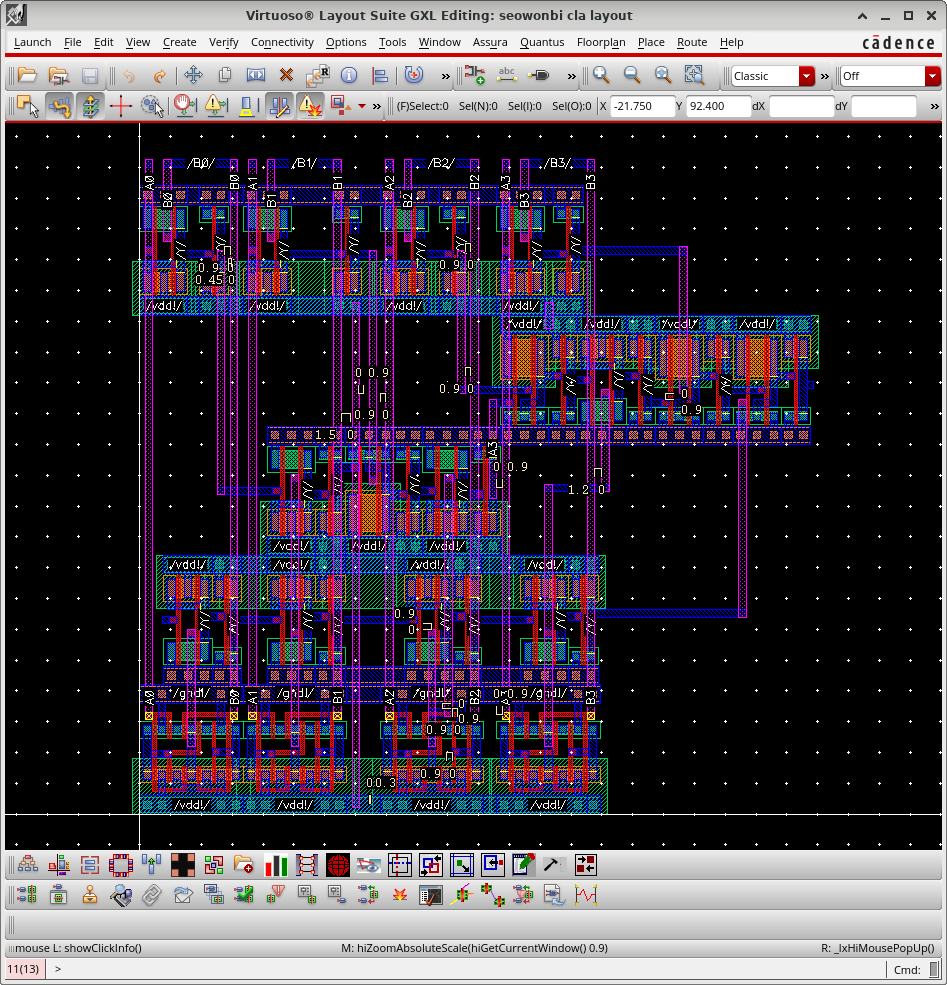 Virtuoso® Layout Suite GXL Editing: seowonbi cla layout
Launch File Edit View Create Verify Connectivity Options Tools Window Assura Quantus Floorplan Place Route Help
cādence
abc Classic Off
(F)Select:0 Sel(N):0 Sel(I):0 Sel(O):0 X -21.750 Y 92.400 dX dY
/B0/ /B1/ /B2/ /B3/
A0 B0 A1 B1 A2 B2 A3 B3
B0 B1 B2 B3
0.9 0 0.9 0
0.45 0
/vdd!/ /vdd!/ /vdd!/ /vdd!/
/vdd!/ /vdd!/ /vdd!/ /vdd!/
0 0.9
0.9 0
0.9 0 0.9
1.5 0
A3
0 0.9
1.2 0
/vdd!/ /vdd!/ /vdd!/
/vdd!/ /vdd!/ /vdd!/ /vdd!/
0.9
0
/gnd!/ /gnd!/ /gnd!/ 0 0.9 /gnd!/
A0 B0 A1 B1 A2 B2 A3 B3
0.9
0.9 0
0.9 0
0 0.3
/vdd!/ /vdd!/ /vdd!/ /vdd!/
mouse L: showClickInfo() M: hiZoomAbsoluteScale(hiGetCurrentWindow() 0.9) R: _lxHiMousePopUp()
11(13) > Cmd: